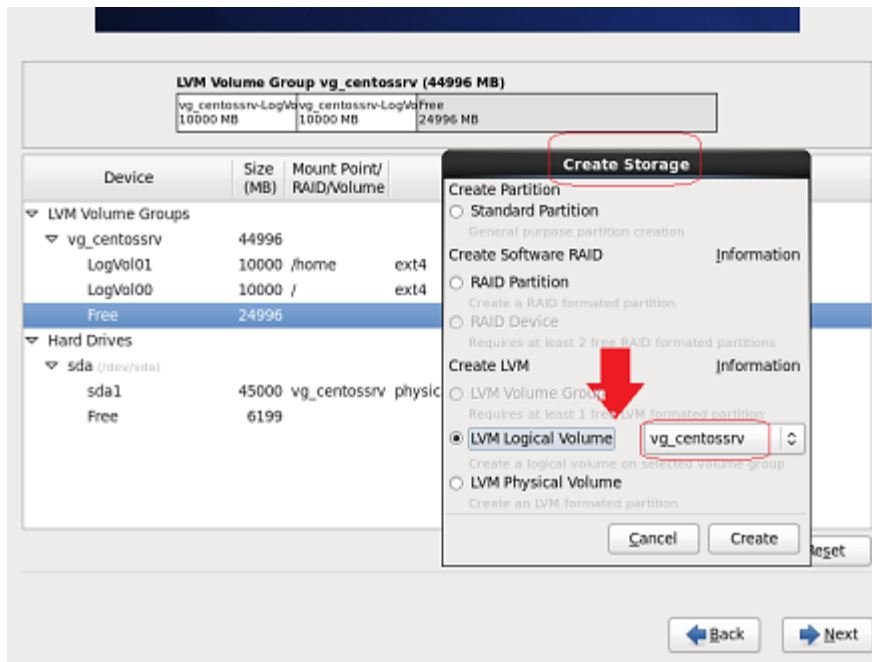 LVM Volume Group vg_centossrv (44996 MB)
vg_centossrv-LogVo vg_centossrv-LogVo Free
10000 MB 10000 MB 24996 MB
Device Size (MB) Mount Point/ RAID/Volume
LVM Volume Groups
vg_centossrv 44996
LogVol01 10000 /home ext4
LogVol00 10000 / ext4
Free 24996
Hard Drives
sda (/dev/sda)
sda1 45000 vg_centossrv physic
Free 6199
Create Storage
Create Partition
Standard Partition
General purpose partition creation
Create Software RAID Information
RAID Partition
Create a RAID formated partition
RAID Device
Requires at least 2 free RAID formated partitions
Create LVM Information
LVM Volume Group
Requires at least 1 free LVM formated partition
LVM Logical Volume vg_centossrv
Create a logical volume on selected volume group
LVM Physical Volume
Create an LVM formated partition
Cancel Create
Reset
Back Next